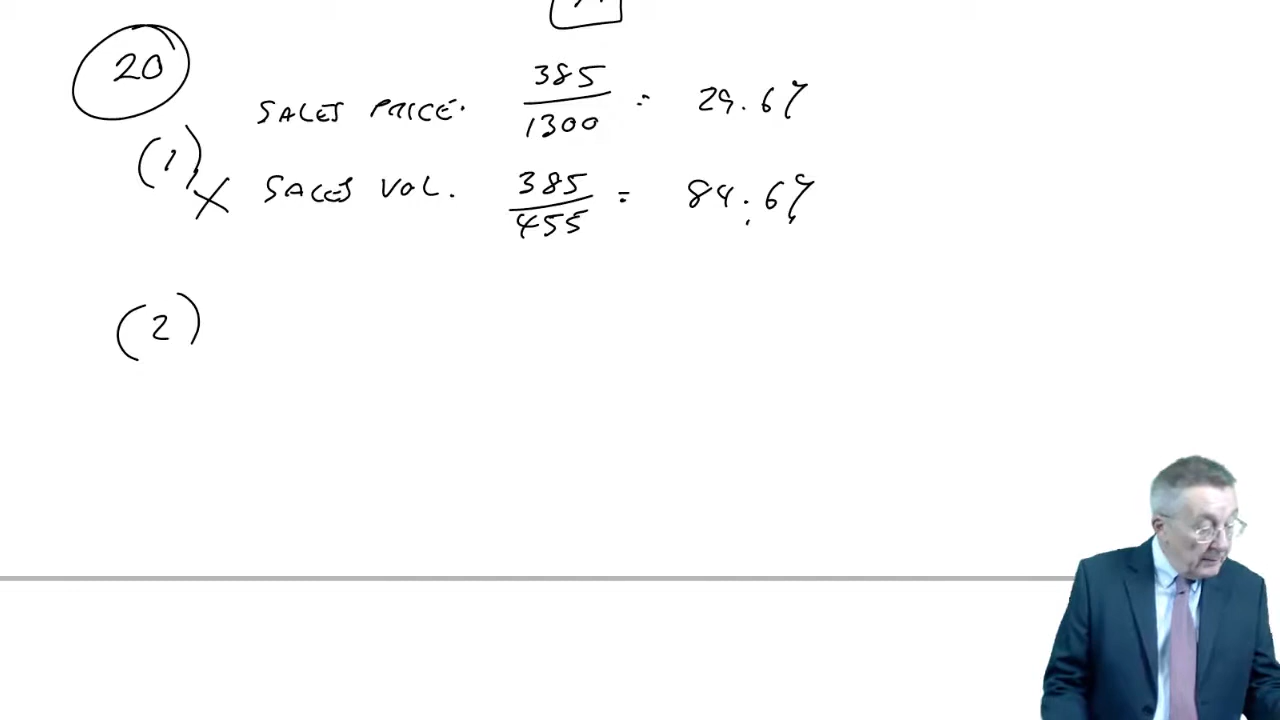 20
SALES PRICE. 385/1300 = 29.6%
(1)
X SALES VOL. 385/455 = 84.6%
(2)